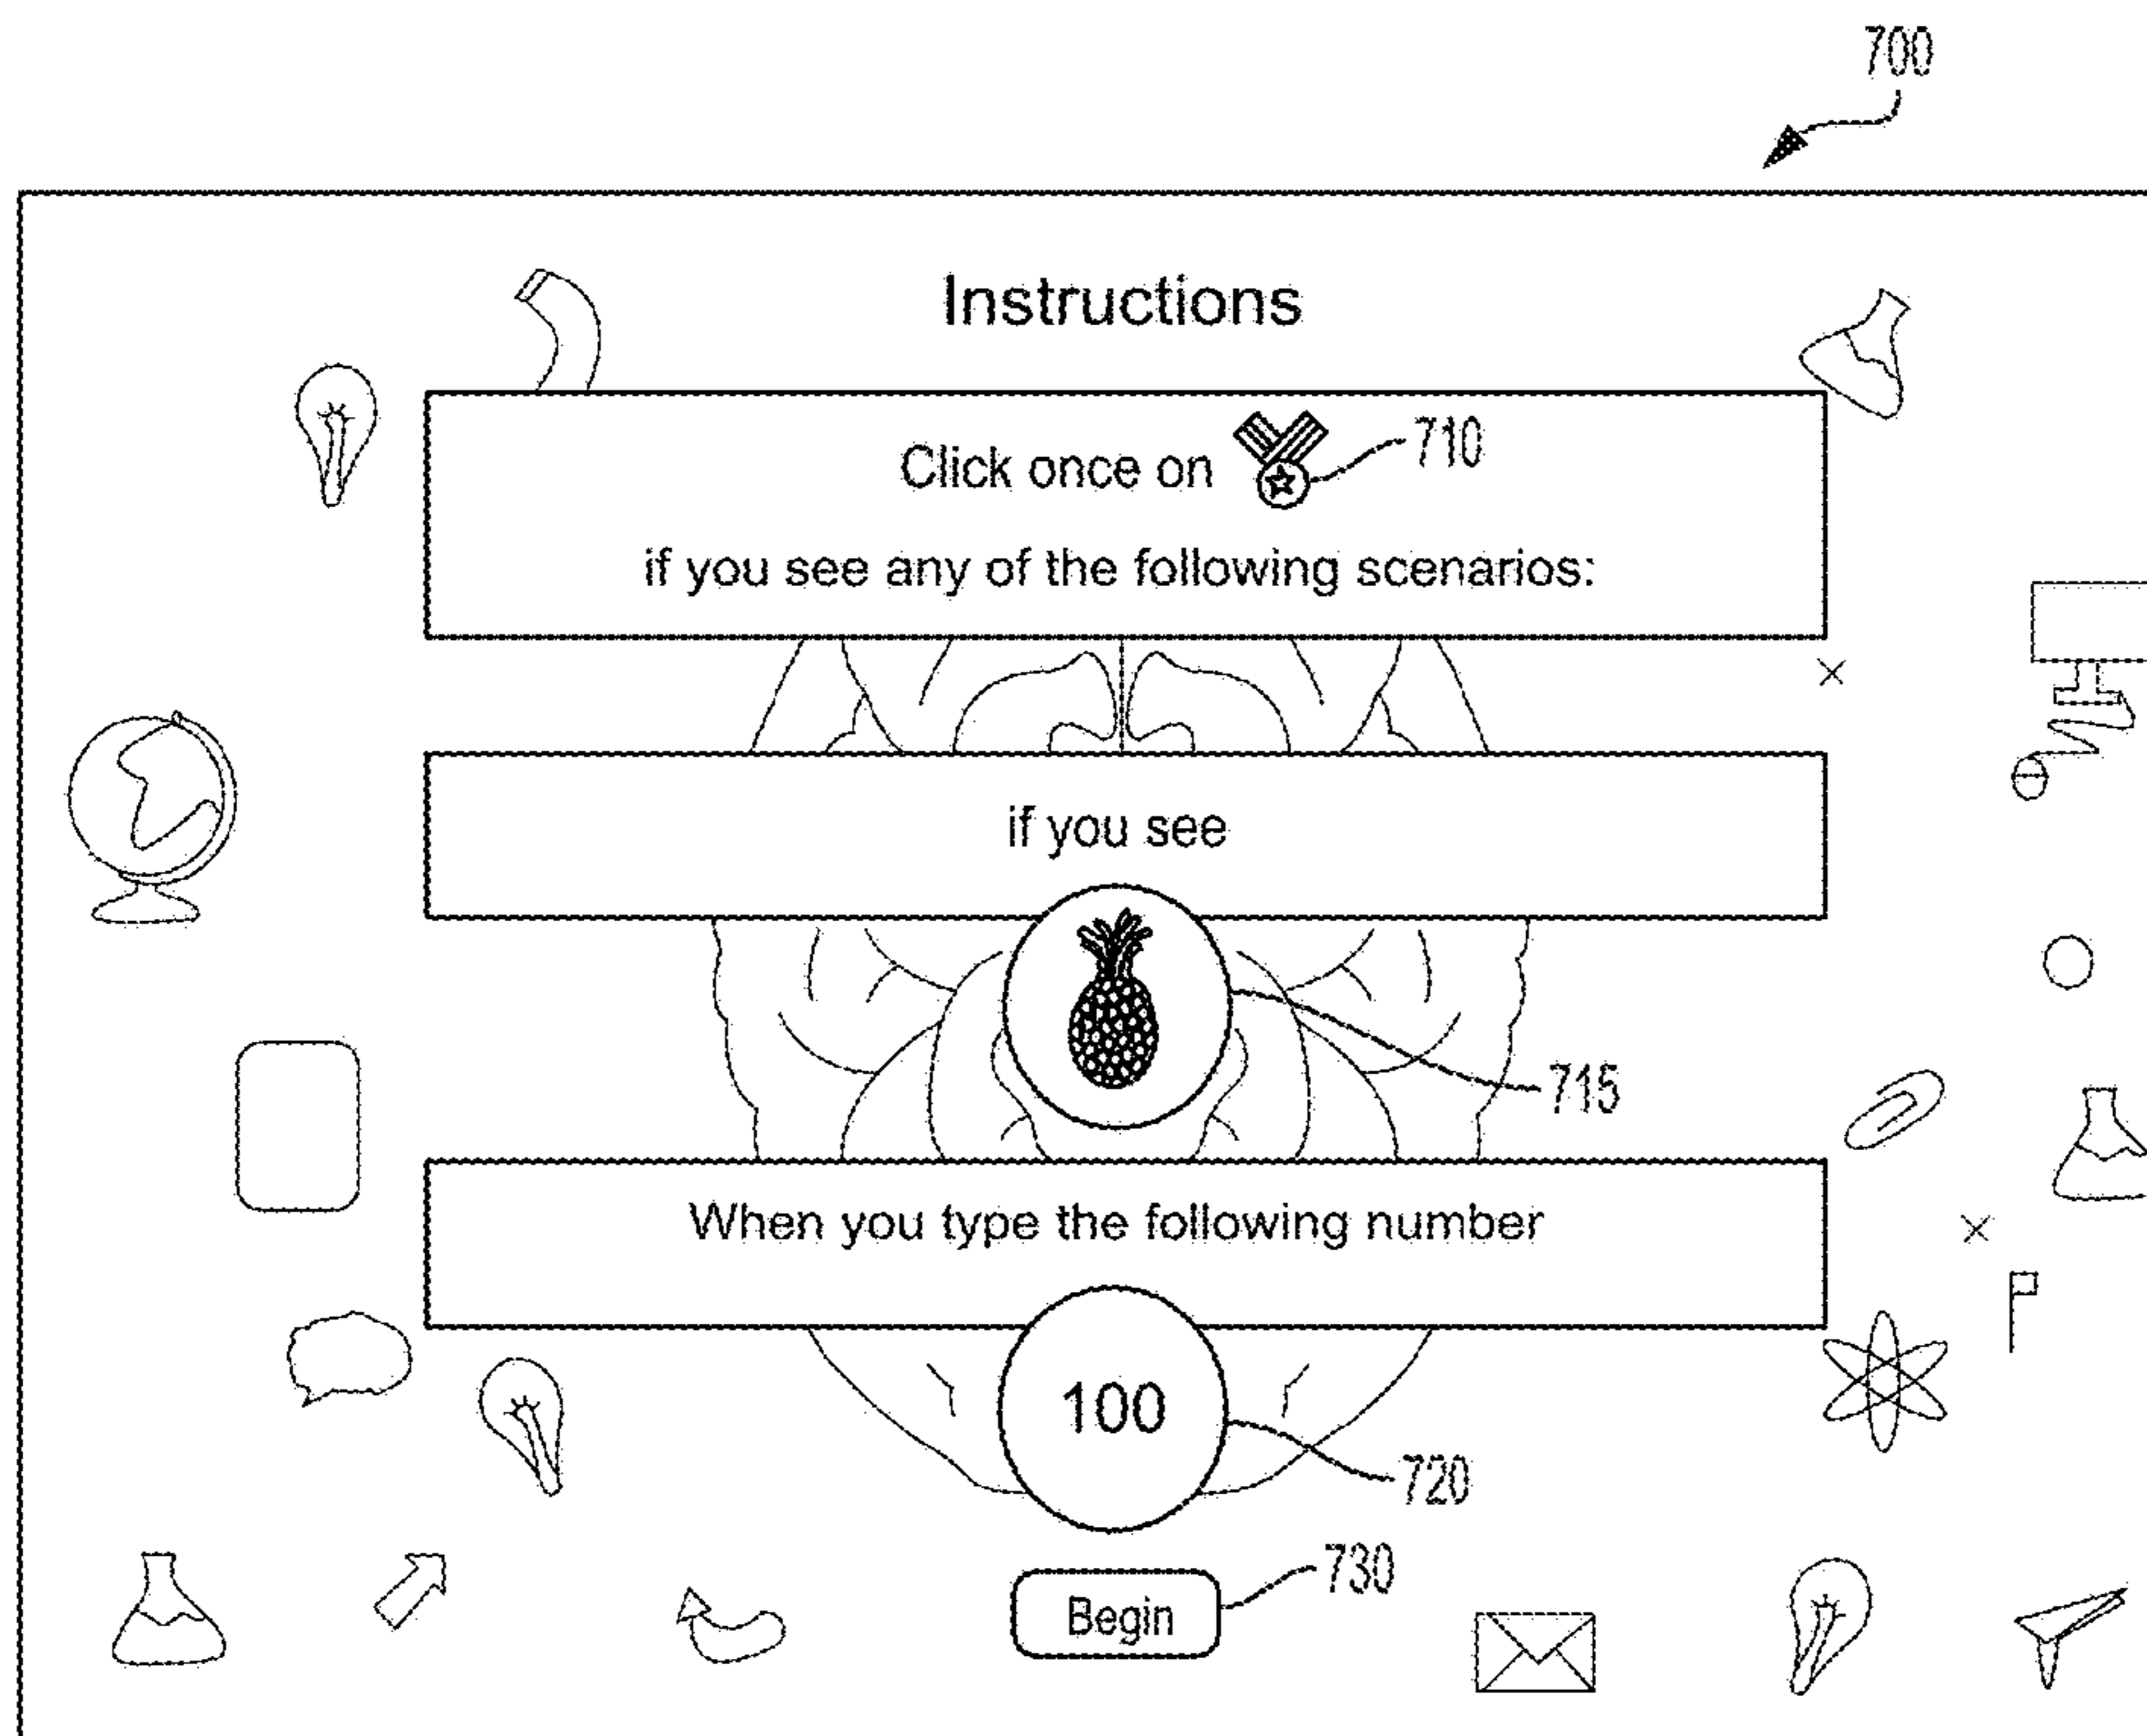 700
Instructions
Click once on 710
if you see any of the following scenarios:
if you see
715
When you type the following number
100
720
730
Begin